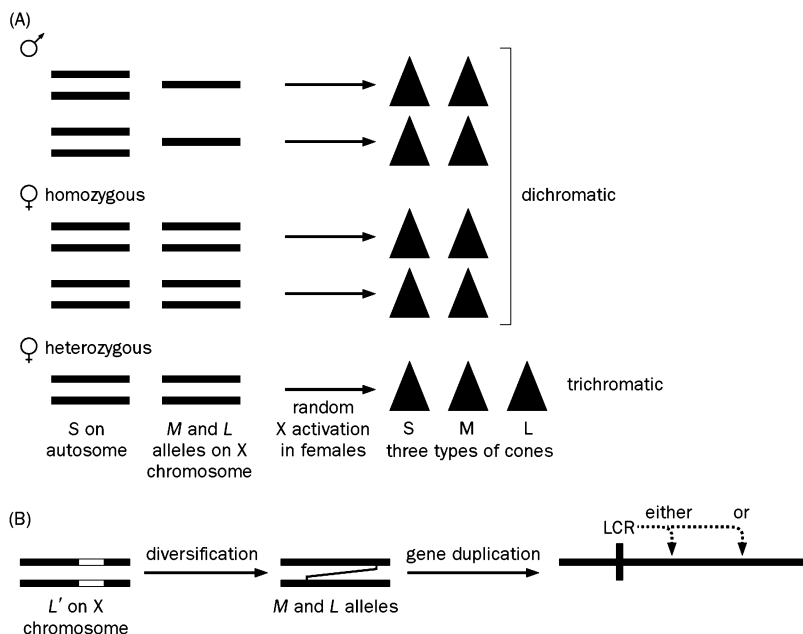 (A)
♂
♀ homozygous
dichromatic
♀ heterozygous
trichromatic
S on
autosome
M and L
alleles on X
chromosome
random
X activation
in females
S M L
three types of cones
(B)
L′ on X
chromosome
diversification
M and L alleles
gene duplication
either or
LCR